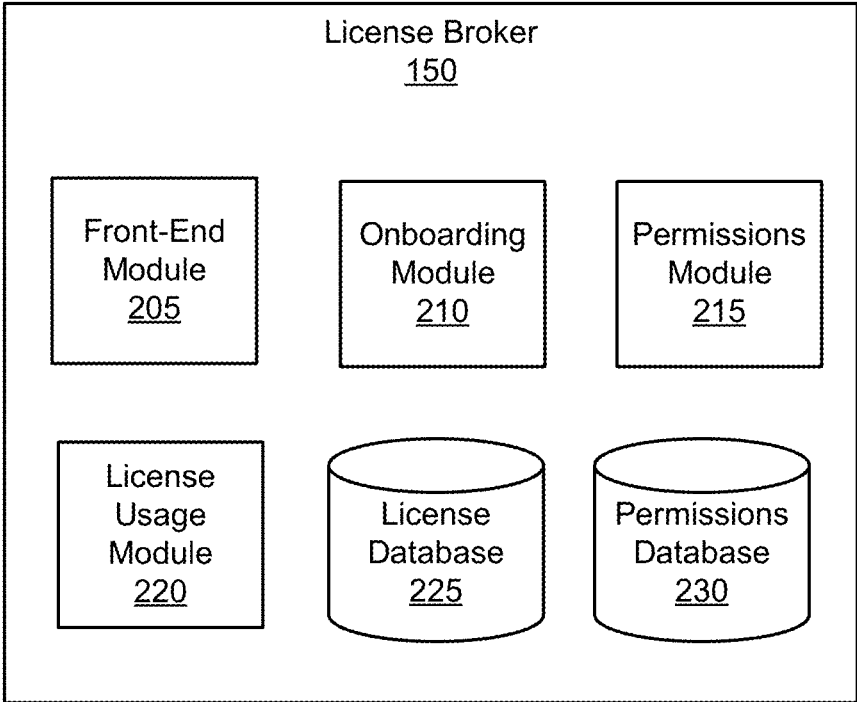 License Broker
150
Front-End
Module
205
Onboarding
Module
210
Permissions
Module
215
License
Usage
Module
220
License
Database
225
Permissions
Database
230